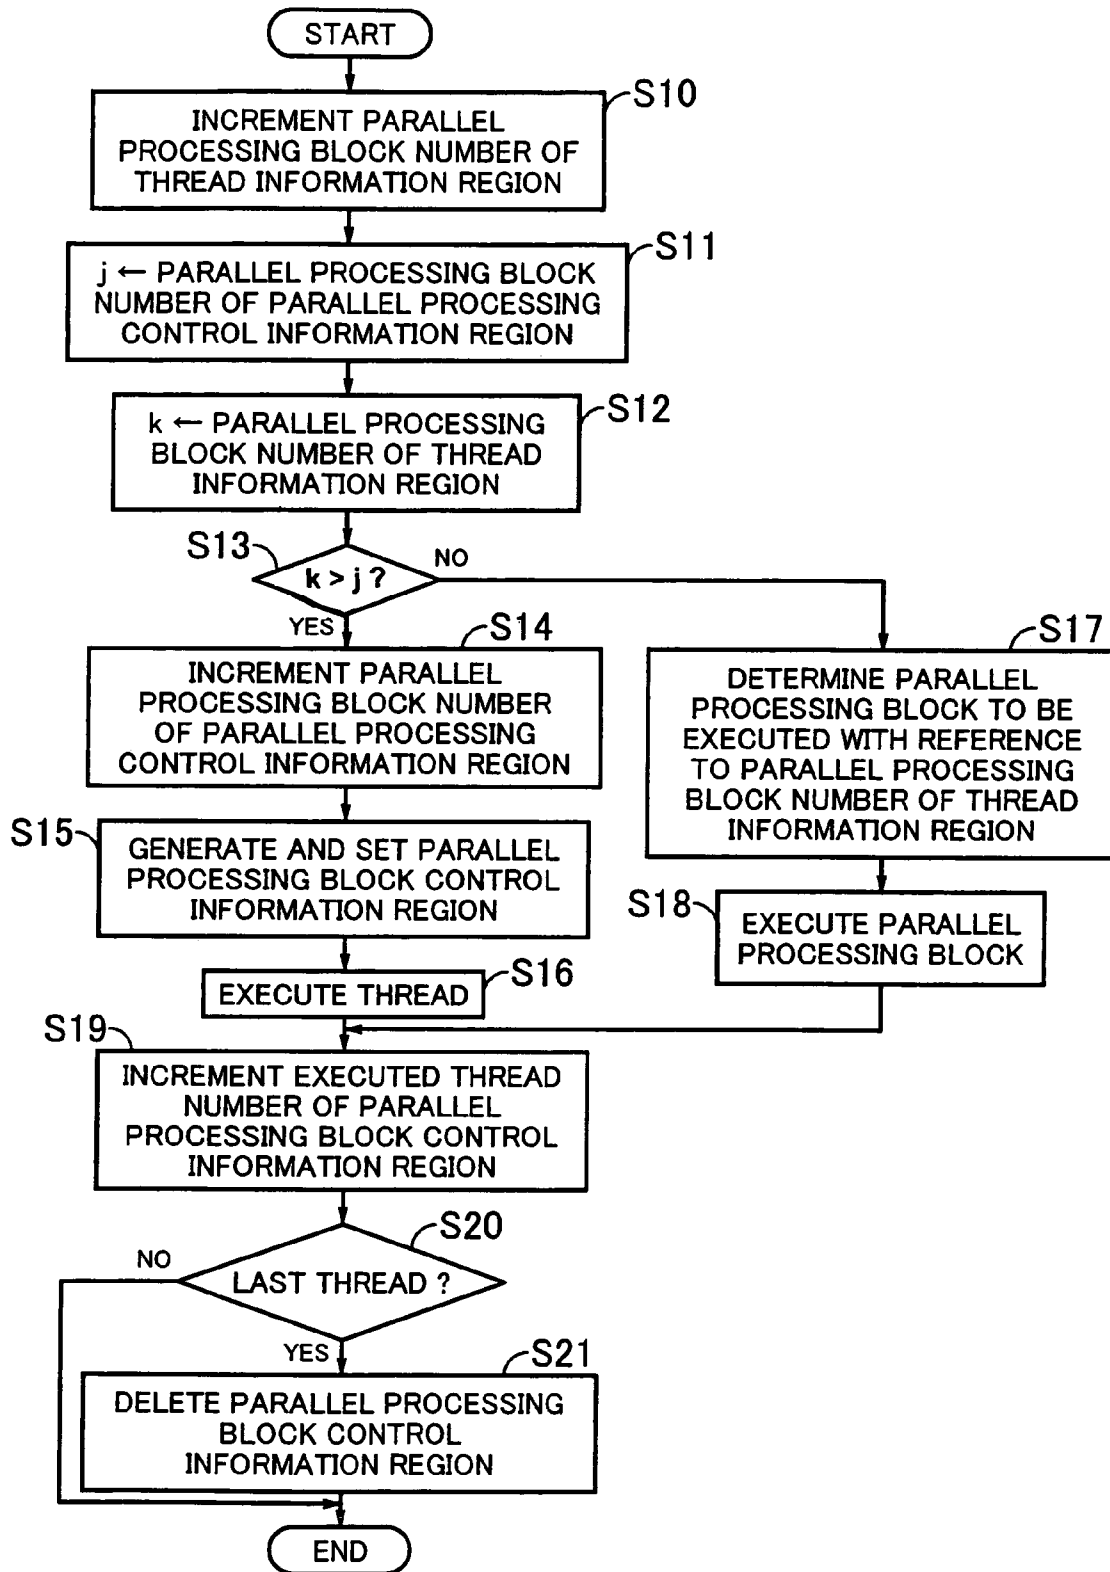 START
S10
INCREMENT PARALLEL
PROCESSING BLOCK NUMBER OF
THREAD INFORMATION REGION
S11
j ← PARALLEL PROCESSING BLOCK
NUMBER OF PARALLEL PROCESSING
CONTROL INFORMATION REGION
S12
k ← PARALLEL PROCESSING
BLOCK NUMBER OF THREAD
INFORMATION REGION
S13
k > j ?
NO
YES
S14
INCREMENT PARALLEL
PROCESSING BLOCK NUMBER
OF PARALLEL PROCESSING
CONTROL INFORMATION REGION
S17
DETERMINE PARALLEL
PROCESSING BLOCK TO BE
EXECUTED WITH REFERENCE
TO PARALLEL PROCESSING
BLOCK NUMBER OF THREAD
INFORMATION REGION
S15
GENERATE AND SET PARALLEL
PROCESSING BLOCK CONTROL
INFORMATION REGION
S18
EXECUTE PARALLEL
PROCESSING BLOCK
S16
EXECUTE THREAD
S19
INCREMENT EXECUTED THREAD
NUMBER OF PARALLEL
PROCESSING BLOCK CONTROL
INFORMATION REGION
S20
NO
LAST THREAD ?
YES
S21
DELETE PARALLEL PROCESSING
BLOCK CONTROL
INFORMATION REGION
END